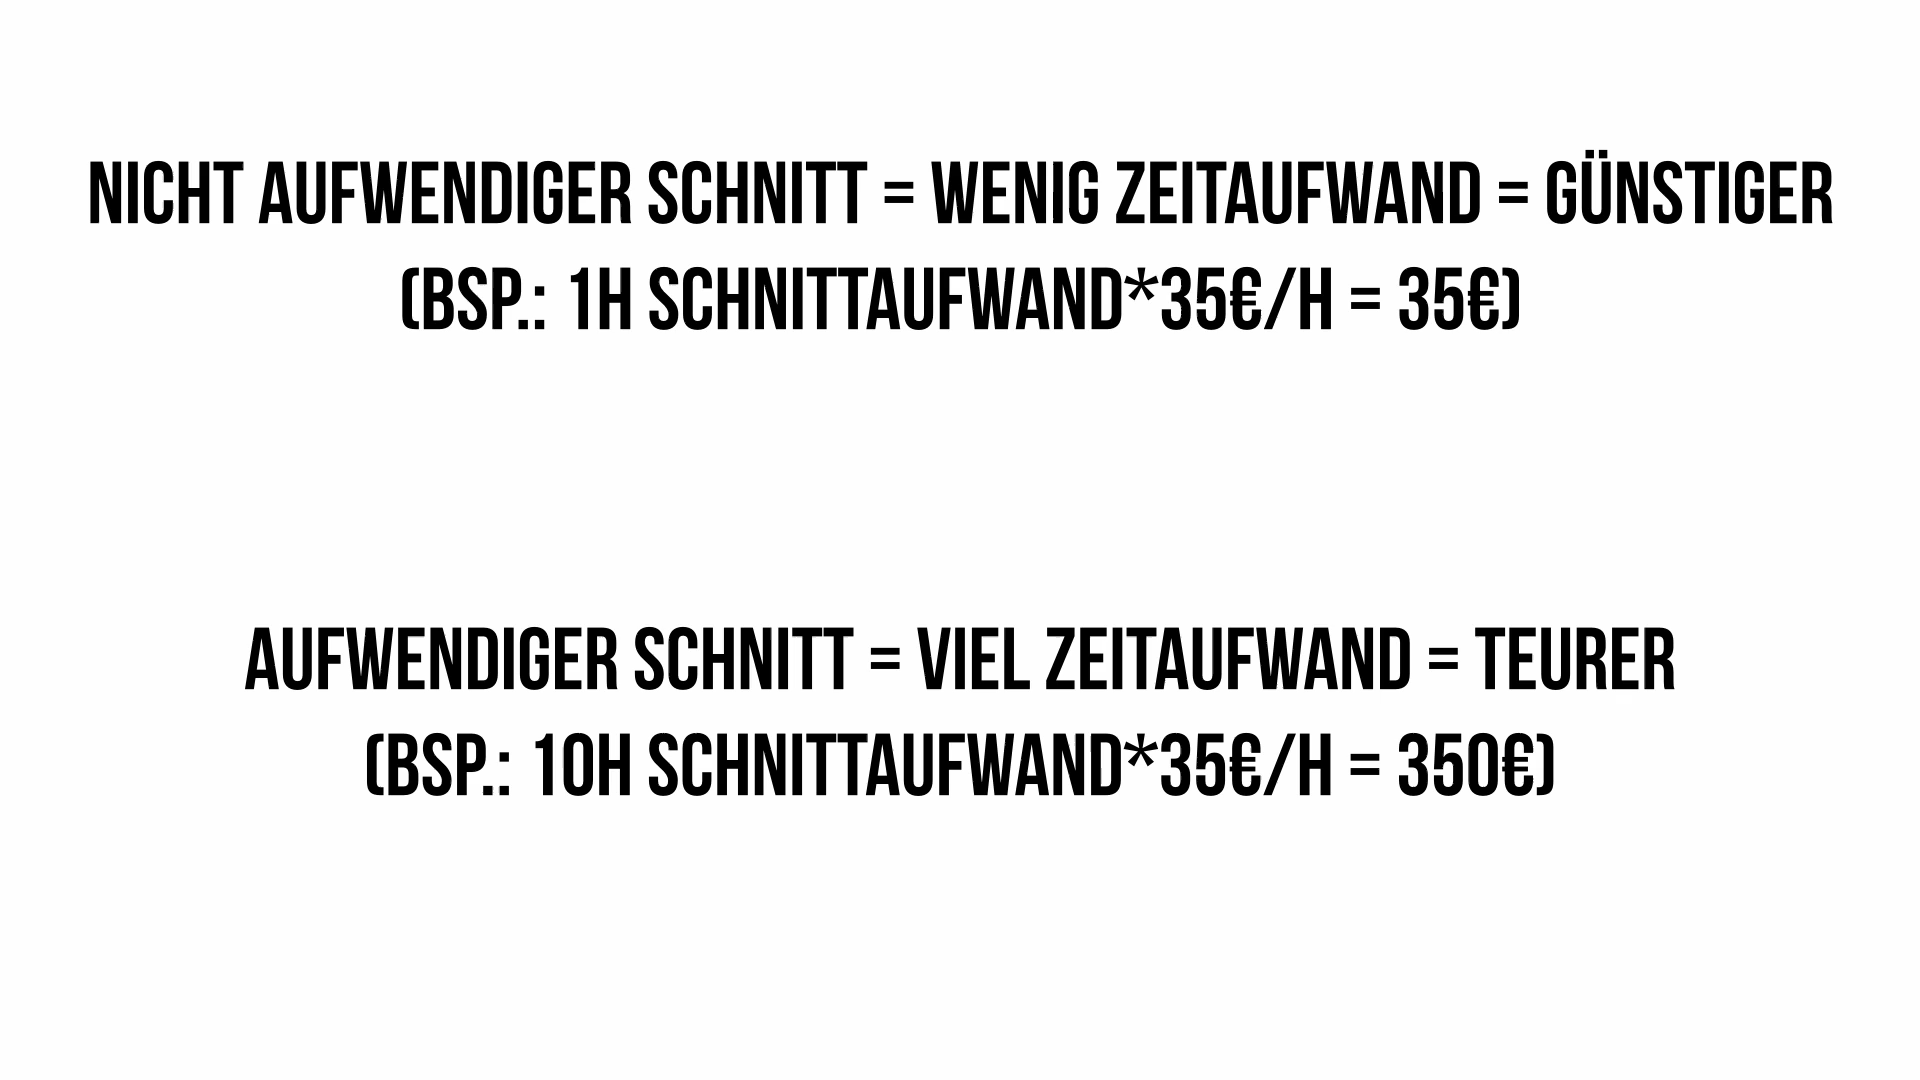 NICHT AUFWENDIGER SCHNITT = WENIG ZEITAUFWAND = GÜNSTIGER
(BSP.: 1H SCHNITTAUFWAND*35€/H = 35€)
AUFWENDIGER SCHNITT = VIEL ZEITAUFWAND = TEURER
(BSP.: 10H SCHNITTAUFWAND*35€/H = 350€)